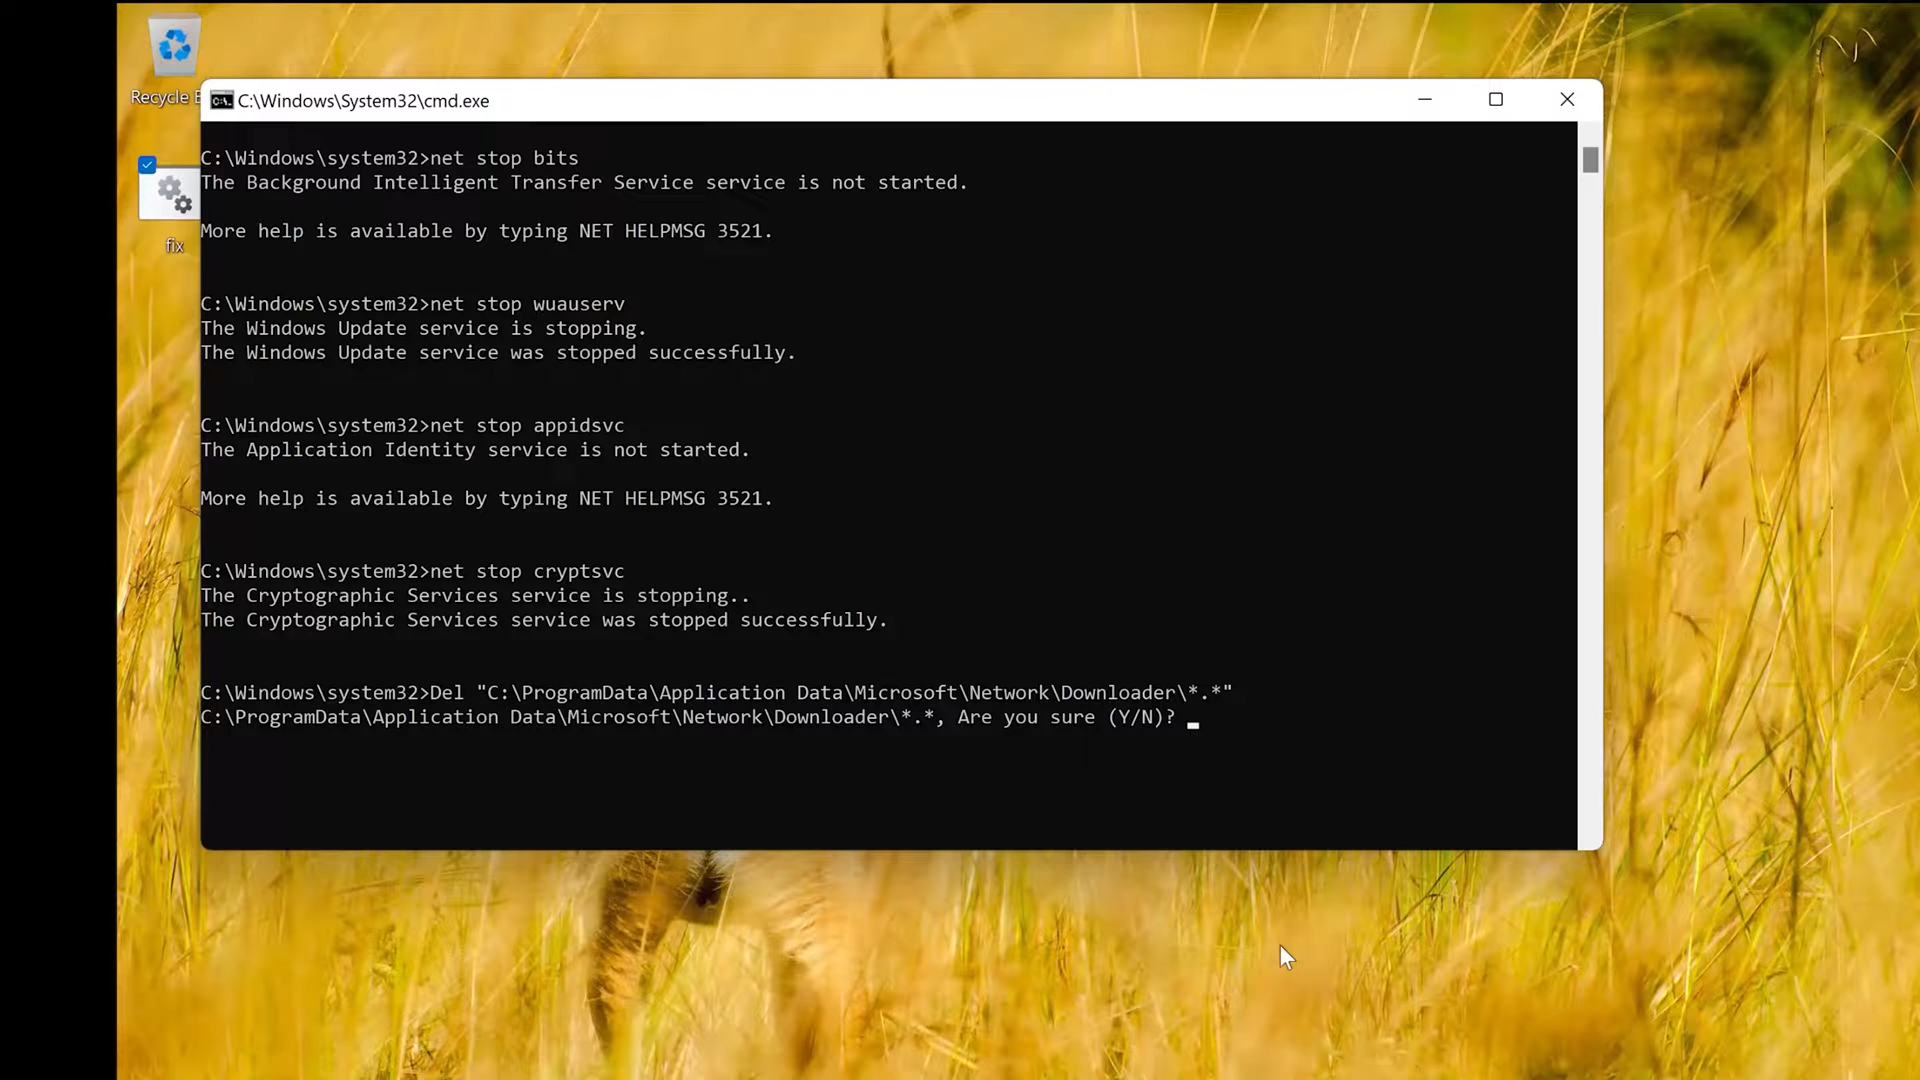 Recycle B
fix
C:\Windows\System32\cmd.exe
C:\Windows\system32>net stop bits
The Background Intelligent Transfer Service service is not started.
More help is available by typing NET HELPMSG 3521.
C:\Windows\system32>net stop wuauserv
The Windows Update service is stopping.
The Windows Update service was stopped successfully.
C:\Windows\system32>net stop appidsvc
The Application Identity service is not started.
More help is available by typing NET HELPMSG 3521.
C:\Windows\system32>net stop cryptsvc
The Cryptographic Services service is stopping..
The Cryptographic Services service was stopped successfully.
C:\Windows\system32>Del "C:\ProgramData\Application Data\Microsoft\Network\Downloader\*.*"
C:\ProgramData\Application Data\Microsoft\Network\Downloader\*.*, Are you sure (Y/N)?